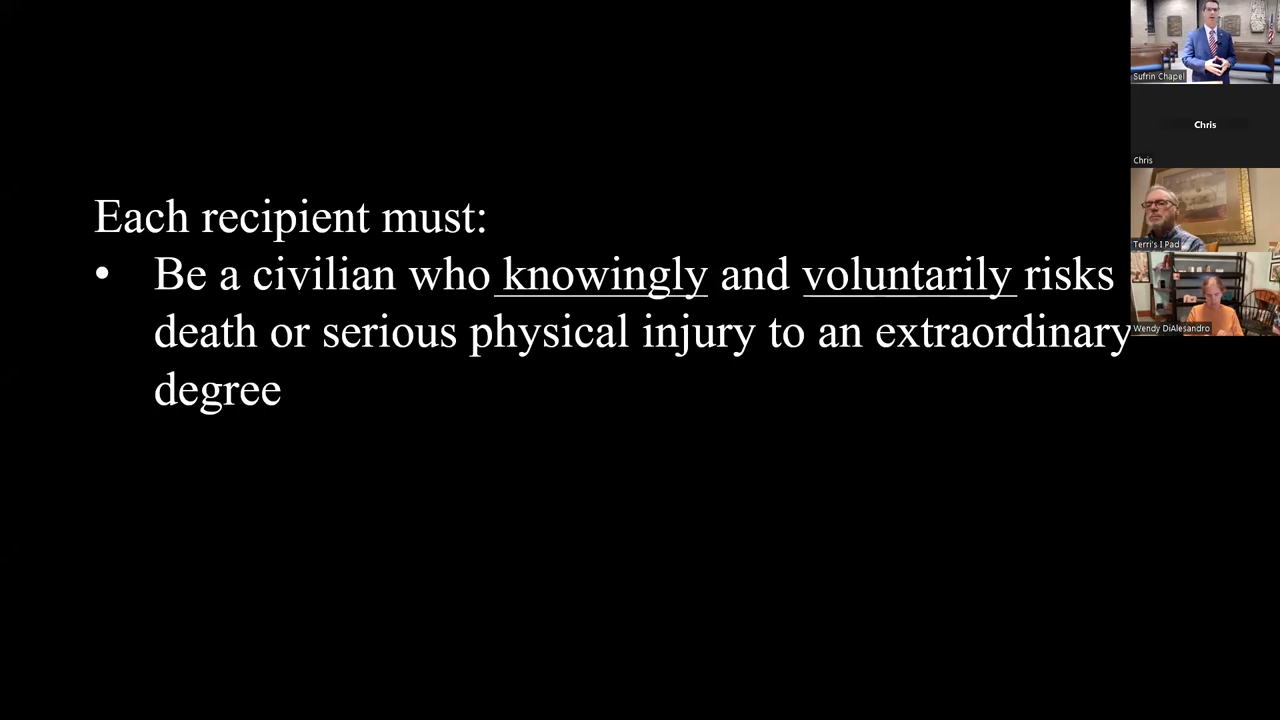 Each recipient must:
• Be a civilian who knowingly and voluntarily risks
death or serious physical injury to an extraordinary
degree
Sufrin Chapel
Chris
Chris
Terri's I Pad
Wendy DiAlesandro